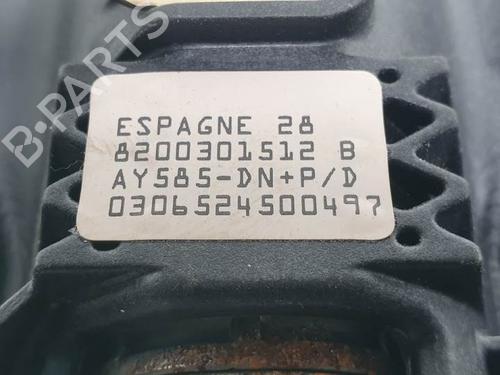 B-Parts
ESPAGNE 28
8200301512 B
AY585-DN+P/D
0306524500497